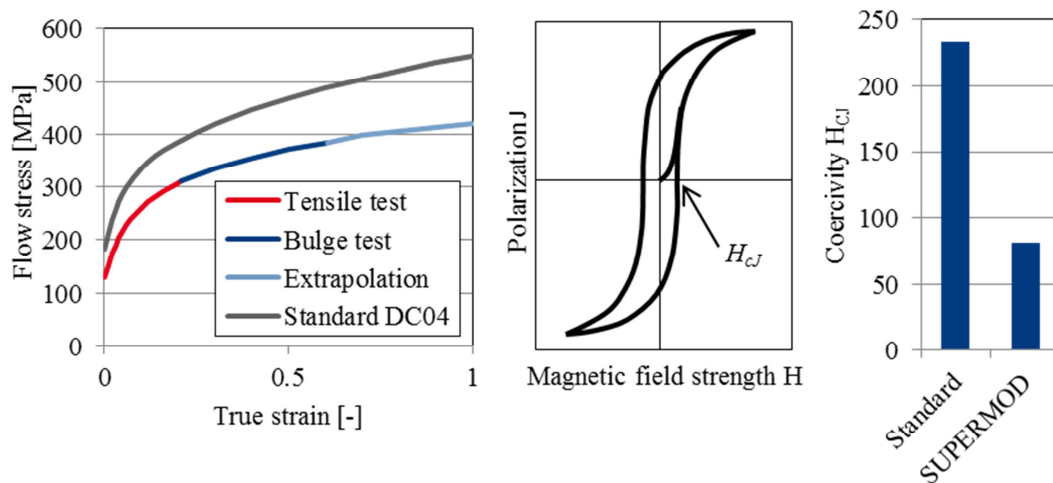 600
500
400
300
200
100
0
Flow stress [MPa]
Tensile test
Bulge test
Extrapolation
Standard DC04
0
0.5
1
True strain [-]
Polarization J
H_cJ
Magnetic field strength H
250
200
150
100
50
0
Coercivity H_CJ
Standard
SUPERMOD